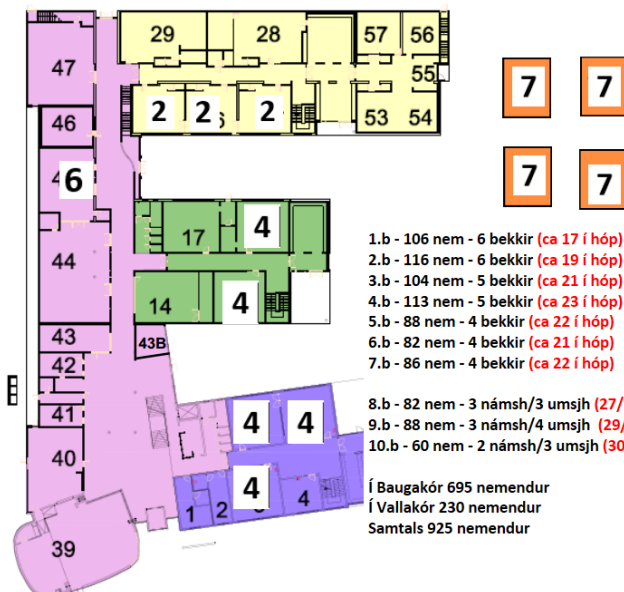 29
28
57
56
47
55
7
7
2
2
6
2
53
54
46
4
6
7
7
17
4
1.b - 106 nem - 6 bekkir (ca 17 í hóp)
2.b - 116 nem - 6 bekkir (ca 19 í hóp)
44
3.b - 104 nem - 5 bekkir (ca 21 í hóp)
4.b - 113 nem - 5 bekkir (ca 23 í hóp)
14
4
5.b - 88 nem - 4 bekkir (ca 22 í hóp)
43
43B
6.b - 82 nem - 4 bekkir (ca 21 í hóp)
7.b - 86 nem - 4 bekkir (ca 22 í hóp)
42
8.b - 82 nem - 3 námsh/3 umsjh (27/
41
4
4
9.b - 88 nem - 3 námsh/4 umsjh (29/
10.b - 60 nem - 2 námsh/3 umsjh (30
40
4
1
2
4
Í Baugakór 695 nemendur
Í Vallakór 230 nemendur
Samtals 925 nemendur
39